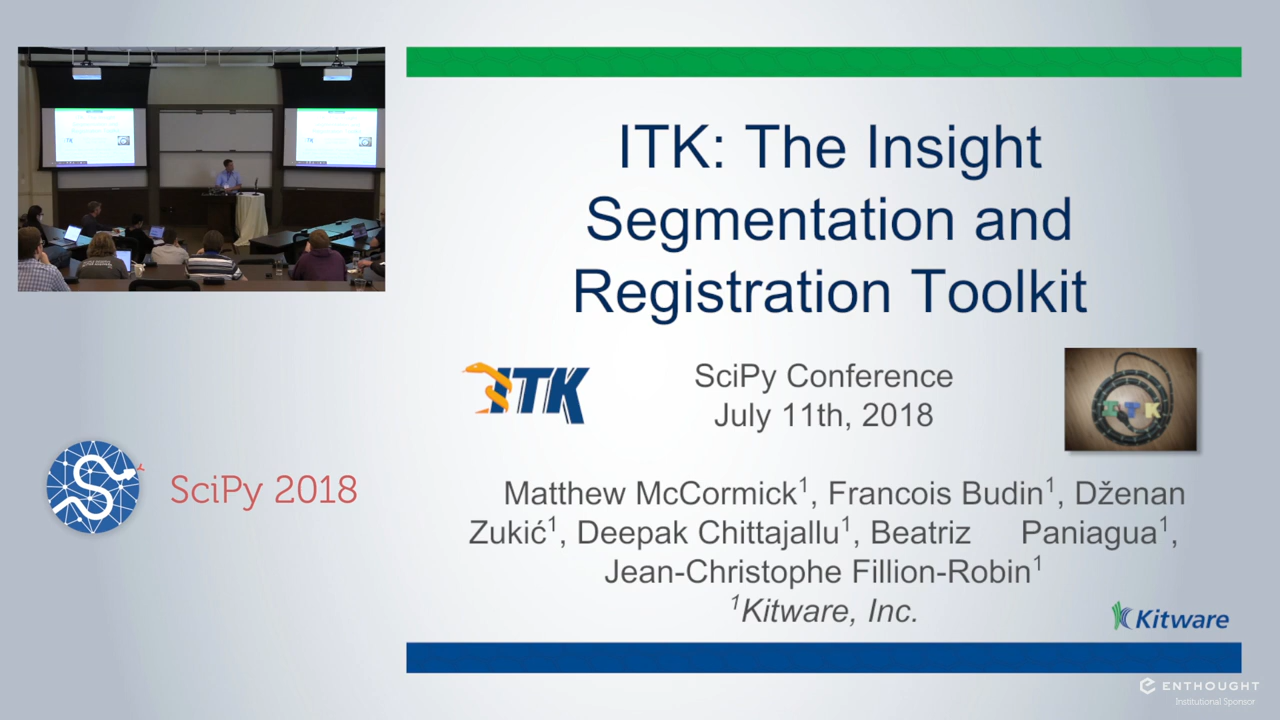 ITK: The Insight
Segmentation and
Registration Toolkit
ITK
SciPy Conference
July 11th, 2018
ITK
SciPy 2018
Matthew McCormick¹, Francois Budin¹, Dženan
Zukić¹, Deepak Chittajallu¹, Beatriz Paniagua¹,
Jean-Christophe Fillion-Robin¹
¹Kitware, Inc.
Kitware
ENTHOUGHT
Institutional Sponsor